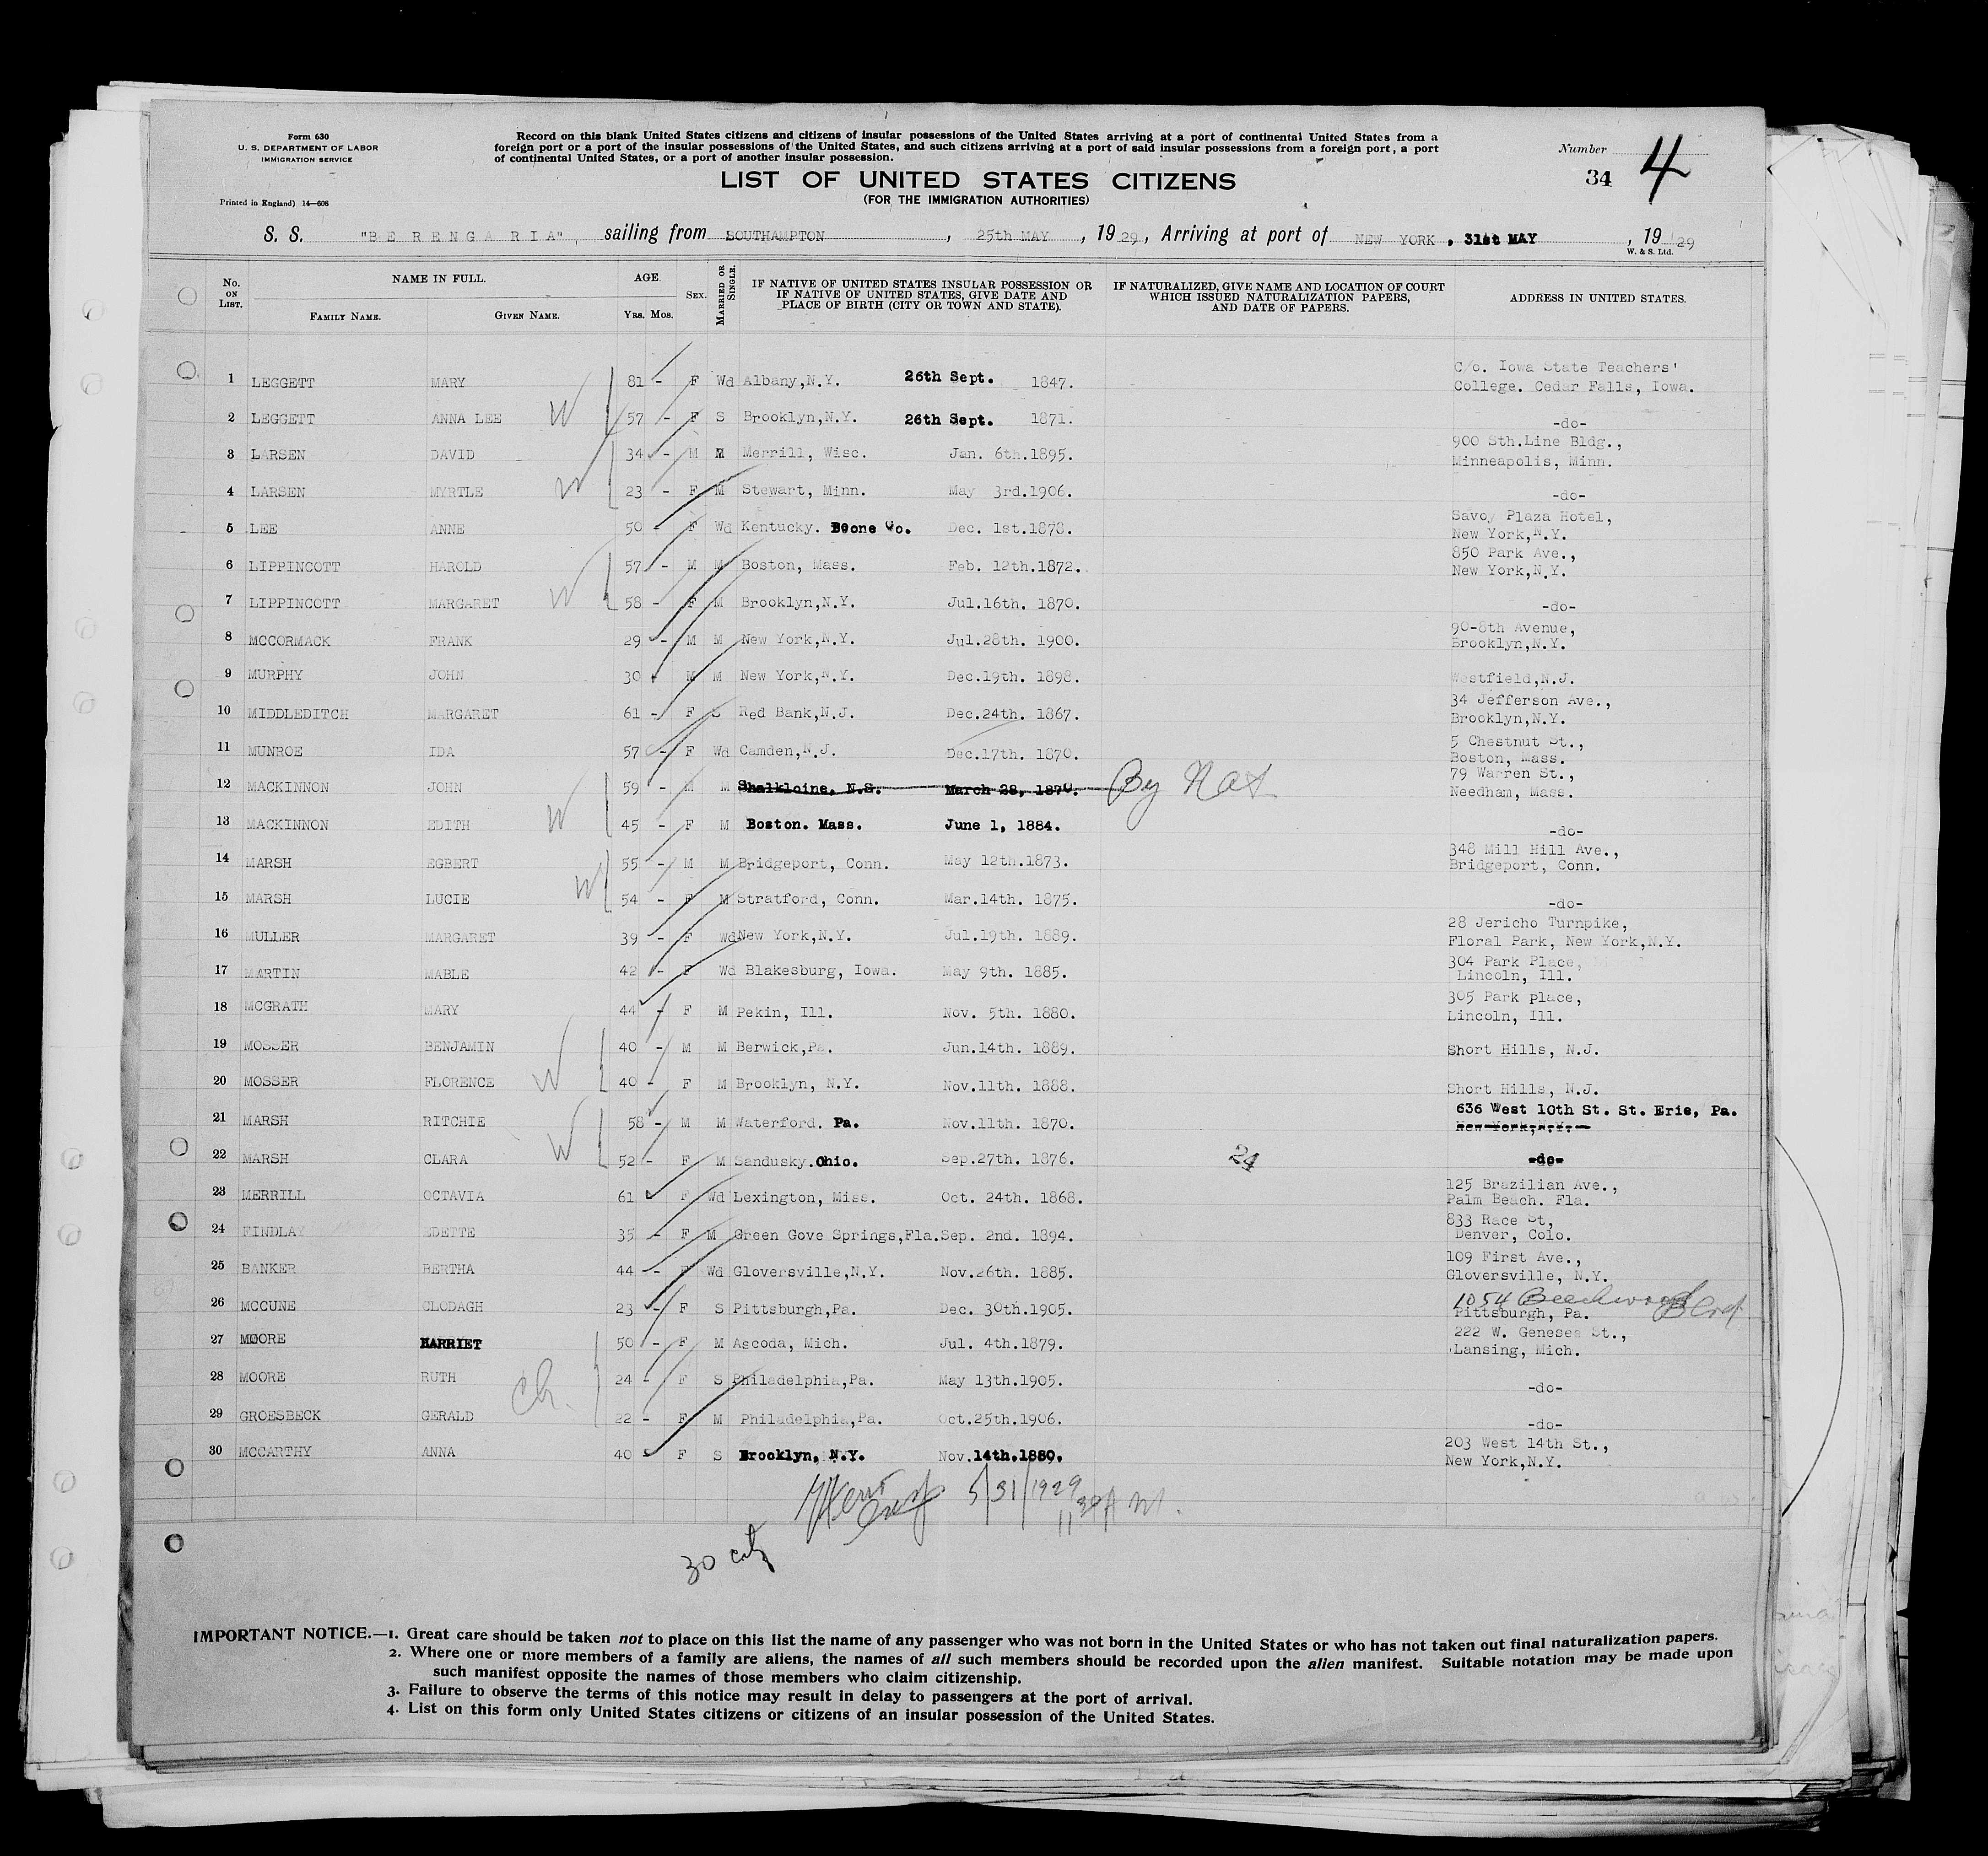 Form 630
U. S. DEPARTMENT OF LABOR
IMMIGRATION SERVICE
Printed in England) 14—608
Record on this blank United States citizens and citizens of insular possessions of the United States arriving at a port of continental United States from a
foreign port or a port of the insular possessions of the United States, and such citizens arriving at a port of said insular possessions from a foreign port, a port
of continental United States, or a port of another insular possession.
Number
34 4
LIST OF UNITED STATES CITIZENS
(FOR THE IMMIGRATION AUTHORITIES)
S. S. "BERENGARIA", sailing from SOUTHAMPTON, 25th MAY, 1929, Arriving at port of NEW YORK, 31st MAY, 1929
W. & S. Ltd.
No. ON LIST. NAME IN FULL. FAMILY NAME. GIVEN NAME. AGE. YRS. MOS. SEX. MARRIED OR SINGLE. IF NATIVE OF UNITED STATES INSULAR POSSESSION OR IF NATIVE OF UNITED STATES, GIVE DATE AND PLACE OF BIRTH (CITY OR TOWN AND STATE). IF NATURALIZED, GIVE NAME AND LOCATION OF COURT WHICH ISSUED NATURALIZATION PAPERS, AND DATE OF PAPERS. ADDRESS IN UNITED STATES.
1 LEGGETT MARY 81 - F Wd Albany,N.Y. 26th Sept. 1847. C/o. Iowa State Teachers' College. Cedar Falls, Iowa.
2 LEGGETT ANNA LEE W 57 - F S Brooklyn,N.Y. 26th Sept. 1871. -do-
3 LARSEN DAVID 34 - M M Merrill, Wisc. Jan. 6th.1895. 900 Sth.Line Bldg., Minneapolis, Minn.
4 LARSEN MYRTLE W 23 - F M Stewart, Minn. May 3rd.1906. -do-
5 LEE ANNE 50 - F Wd Kentucky. Boone Co. Dec. 1st.1878. Savoy Plaza Hotel, New York,N.Y.
6 LIPPINCOTT HAROLD 57 - M M Boston, Mass. Feb. 12th.1872. 850 Park Ave., New York,N.Y.
7 LIPPINCOTT MARGARET W 58 - F M Brooklyn,N.Y. Jul.16th. 1870. -do-
8 MCCORMACK FRANK 29 - M M New York,N.Y. Jul.28th. 1900. 90-8th Avenue, Brooklyn,N.Y.
9 MURPHY JOHN 30 M M New York,N.Y. Dec.19th. 1898. Westfield,N.J.
10 MIDDLEDITCH MARGARET 61 - F S Red Bank,N.J. Dec.24th. 1867. 34 Jefferson Ave., Brooklyn,N.Y.
11 MUNROE IDA 57 - F Wd Camden,N.J. Dec.17th. 1870. 5 Chestnut St., Boston, Mass.
12 MACKINNON JOHN 59 - M M March 28, 1870. By Nat 79 Warren St., Needham, Mass.
13 MACKINNON EDITH W 45 - F M Boston. Mass. June 1, 1884. -do-
14 MARSH EGBERT 55 - M M Bridgeport, Conn. May 12th.1873. 348 Mill Hill Ave., Bridgeport, Conn.
15 MARSH LUCIE W 54 - F M Stratford, Conn. Mar.14th. 1875. -do-
16 MULLER MARGARET 39 - F Wd New York,N.Y. Jul.19th. 1889. 28 Jericho Turnpike, Floral Park, New York,N.Y.
17 MARTIN MABLE 42 - F Wd Blakesburg, Iowa. May 9th. 1885. 304 Park Place, Lincoln, Ill.
18 MCGRATH MARY 44 - F M Pekin, Ill. Nov. 5th. 1880. 305 Park place, Lincoln, Ill.
19 MOSSER BENJAMIN 40 - M M Berwick,Pa. Jun.14th. 1889. Short Hills, N.J.
20 MOSSER FLORENCE W 40 - F M Brooklyn, N.Y. Nov.11th. 1888. Short Hills, N.J.
21 MARSH RITCHIE 58 - M M Waterford. Pa. Nov.11th. 1870. 636 West 10th St. St. Erie, Pa. New York,N.Y.
22 MARSH CLARA W 52 - F M Sandusky.Ohio. Sep.27th. 1876. 24 -do-
23 MERRILL OCTAVIA 61 F Wd Lexington, Miss. Oct. 24th. 1868. 125 Brazilian Ave., Palm Beach. Fla.
24 FINDLAY EDETTE 35 - F M Green Gove Springs,Fla. Sep. 2nd. 1894. 833 Race St, Denver, Colo.
25 BANKER BERTHA 44 - F Wd Gloversville,N.Y. Nov.26th. 1885. 109 First Ave., Gloversville, N.Y.
26 MCCUNE CLODAGH 23 - F S Pittsburgh,Pa. Dec. 30th.1905. 1054 Beechwood Blvd. Pittsburgh, Pa.
27 MOORE HARRIET 50 - F M Ascoda, Mich. Jul. 4th.1879. 222 W. Genesee St., Lansing, Mich.
28 MOORE RUTH Ch. 24 - F S Philadelphia,Pa. May 13th.1905. -do-
29 GROESBECK GERALD 22 - F M Philadelphia,Pa. Oct.25th.1906. -do-
30 MCCARTHY ANNA 40 F S Brooklyn, N.Y. Nov.14th.1880. 203 West 14th St., New York,N.Y.
5/31/1929
11 30 A M.
30 city
IMPORTANT NOTICE.—1. Great care should be taken not to place on this list the name of any passenger who was not born in the United States or who has not taken out final naturalization papers.
2. Where one or more members of a family are aliens, the names of all such members should be recorded upon the alien manifest. Suitable notation may be made upon
such manifest opposite the names of those members who claim citizenship.
3. Failure to observe the terms of this notice may result in delay to passengers at the port of arrival.
4. List on this form only United States citizens or citizens of an insular possession of the United States.